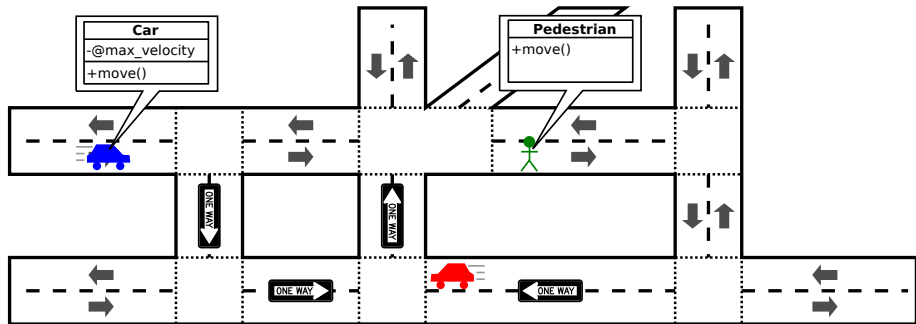 Car
-@max_velocity
+move()
Pedestrian
+move()
ONE WAY
ONE WAY
ONE WAY
ONE WAY